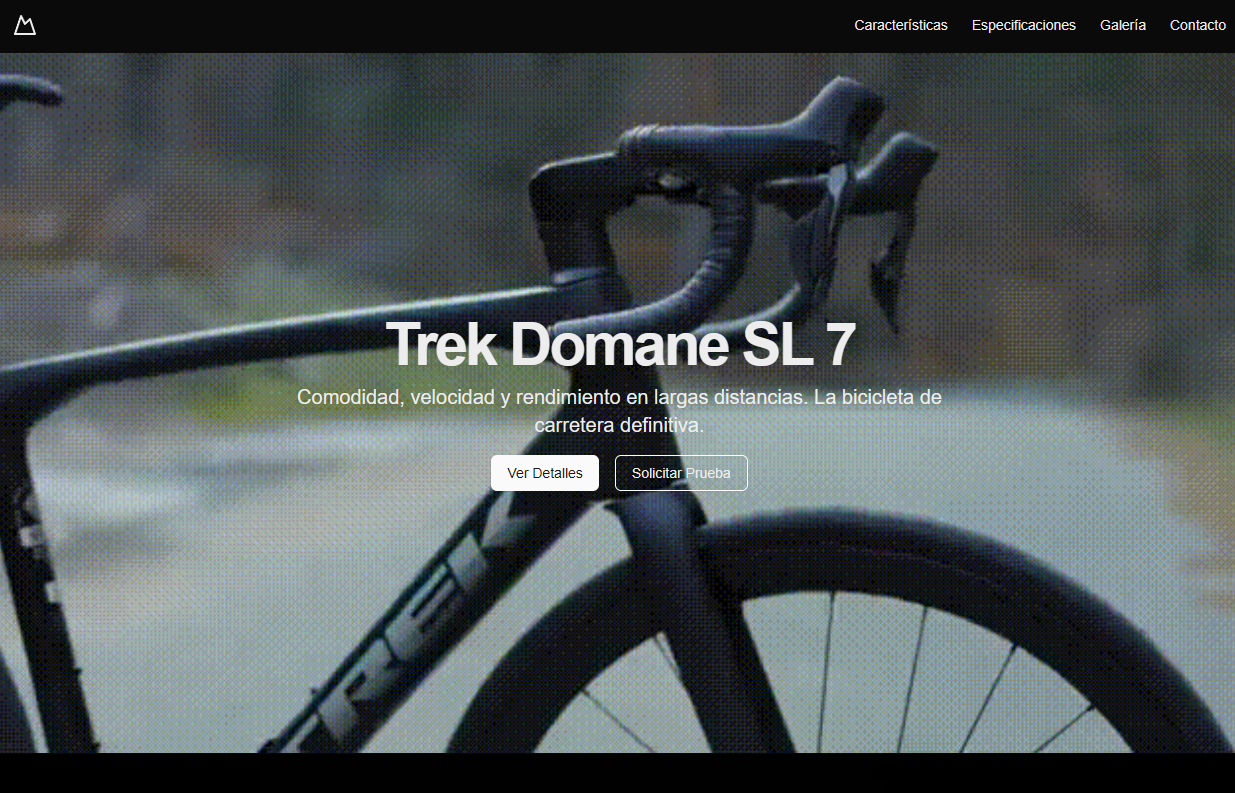 Características Especificaciones Galería Contacto
Trek Domane SL 7
Comodidad, velocidad y rendimiento en largas distancias. La bicicleta de
carretera definitiva.
Ver Detalles Solicitar Prueba
TREK